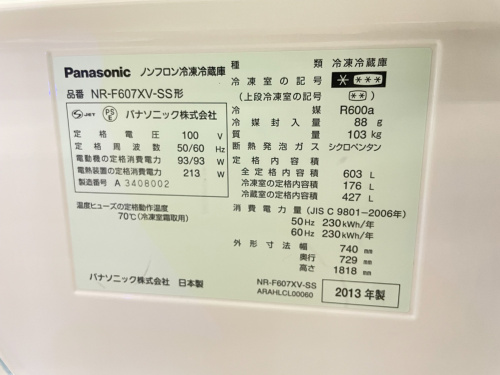 Panasonic ノンフロン冷凍冷蔵庫
品番 NR-F607XV-SS形
JET PSE パナソニック株式会社
定格電圧 100 V
定格周波数 50/60 Hz
電動機の定格消費電力 93/93 W
電熱装置の定格消費電力 213 W
製造番号 A 3408002
温度ヒューズの定格動作温度
70℃(冷凍室霜取用)
パナソニック株式会社 日本製
種類 冷凍冷蔵庫
冷凍室の記号 * ***
(上段冷凍室の記号 * )
冷媒 R600a
冷媒封入量 88 g
質量 103 kg
断熱発泡ガス シクロペンタン
定格内容積
全定格内容積 603 L
冷凍室の定格内容積 176 L
冷蔵室の定格内容積 427 L
消費電力量(JIS C 9801-2006年)
50 Hz 230 kWh/年
60 Hz 230 kWh/年
外形寸法 幅 740 mm
奥行 729 mm
高さ 1818 mm
NR-F607XV-SS
ARAHLCL00060
2013 年製